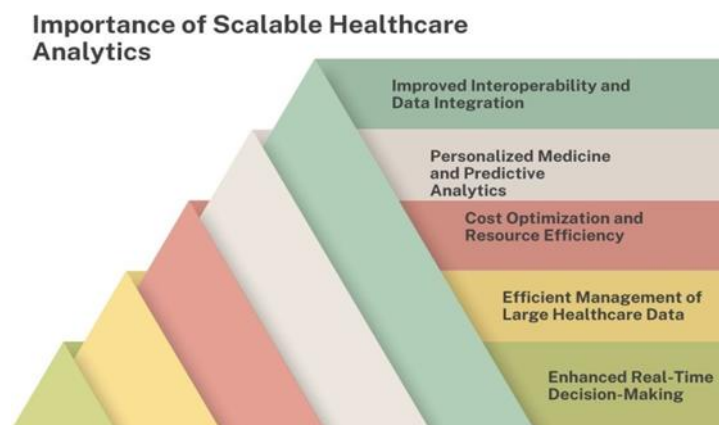 Importance of Scalable Healthcare
Analytics
Improved Interoperability and
Data Integration
Personalized Medicine
and Predictive
Analytics
Cost Optimization and
Resource Efficiency
Efficient Management of
Large Healthcare Data
Enhanced Real-Time
Decision-Making